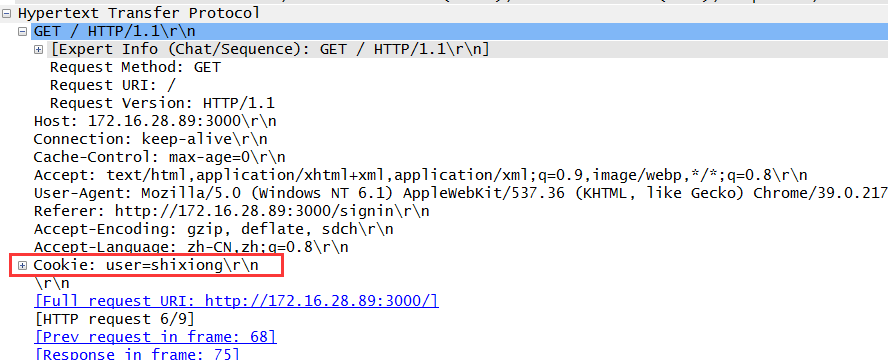 Hypertext Transfer Protocol
GET / HTTP/1.1\r\n
[Expert Info (Chat/Sequence): GET / HTTP/1.1\r\n]
Request Method: GET
Request URI: /
Request Version: HTTP/1.1
Host: 172.16.28.89:3000\r\n
Connection: keep-alive\r\n
Cache-Control: max-age=0\r\n
Accept: text/html,application/xhtml+xml,application/xml;q=0.9,image/webp,*/*;q=0.8\r\n
User-Agent: Mozilla/5.0 (Windows NT 6.1) AppleWebKit/537.36 (KHTML, like Gecko) Chrome/39.0.217
Referer: http://172.16.28.89:3000/signin\r\n
Accept-Encoding: gzip, deflate, sdch\r\n
Accept-Language: zh-CN,zh;q=0.8\r\n
Cookie: user=shixiong\r\n
\r\n
[Full request URI: http://172.16.28.89:3000/]
[HTTP request 6/9]
[Prev request in frame: 68]
[Response in frame: 75]